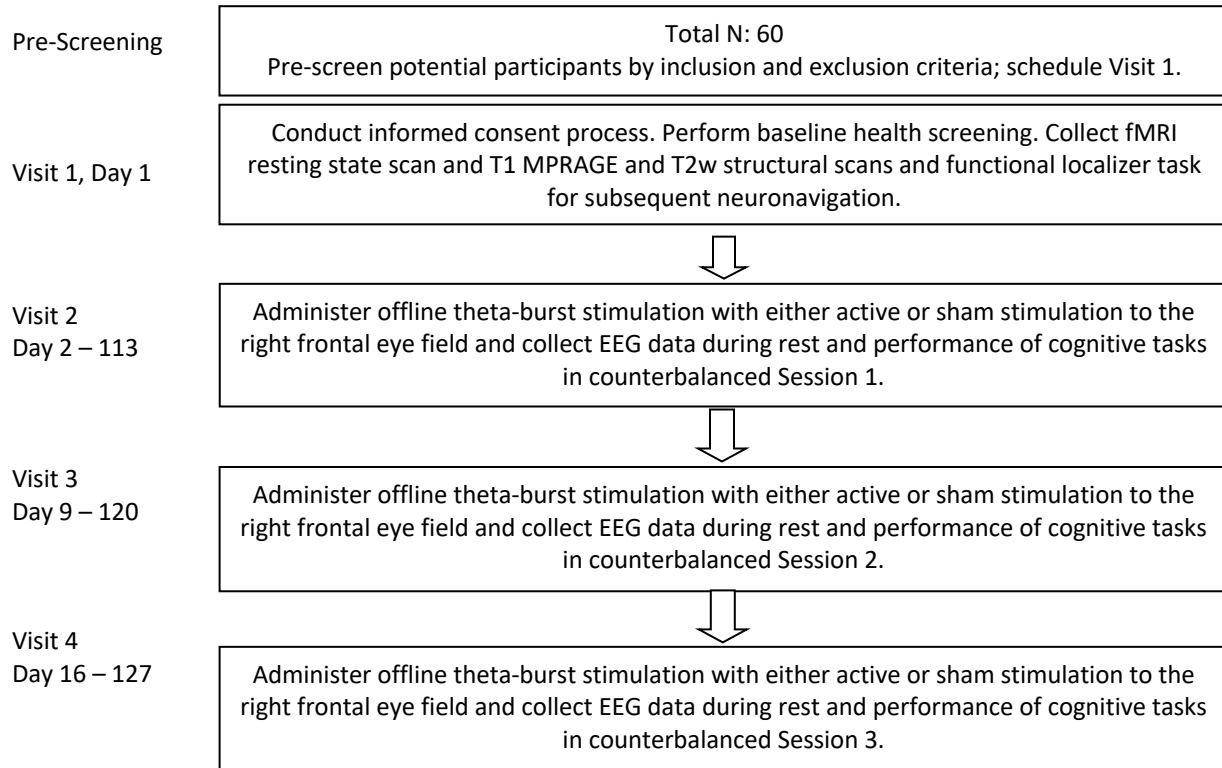 Pre-Screening
Total N: 60
Pre-screen potential participants by inclusion and exclusion criteria; schedule Visit 1.
Visit 1, Day 1
Conduct informed consent process. Perform baseline health screening. Collect fMRI
resting state scan and T1 MPRAGE and T2w structural scans and functional localizer task
for subsequent neuronavigation.
Visit 2
Day 2 – 113
Administer offline theta-burst stimulation with either active or sham stimulation to the
right frontal eye field and collect EEG data during rest and performance of cognitive tasks
in counterbalanced Session 1.
Visit 3
Day 9 – 120
Administer offline theta-burst stimulation with either active or sham stimulation to the
right frontal eye field and collect EEG data during rest and performance of cognitive tasks
in counterbalanced Session 2.
Visit 4
Day 16 – 127
Administer offline theta-burst stimulation with either active or sham stimulation to the
right frontal eye field and collect EEG data during rest and performance of cognitive tasks
in counterbalanced Session 3.